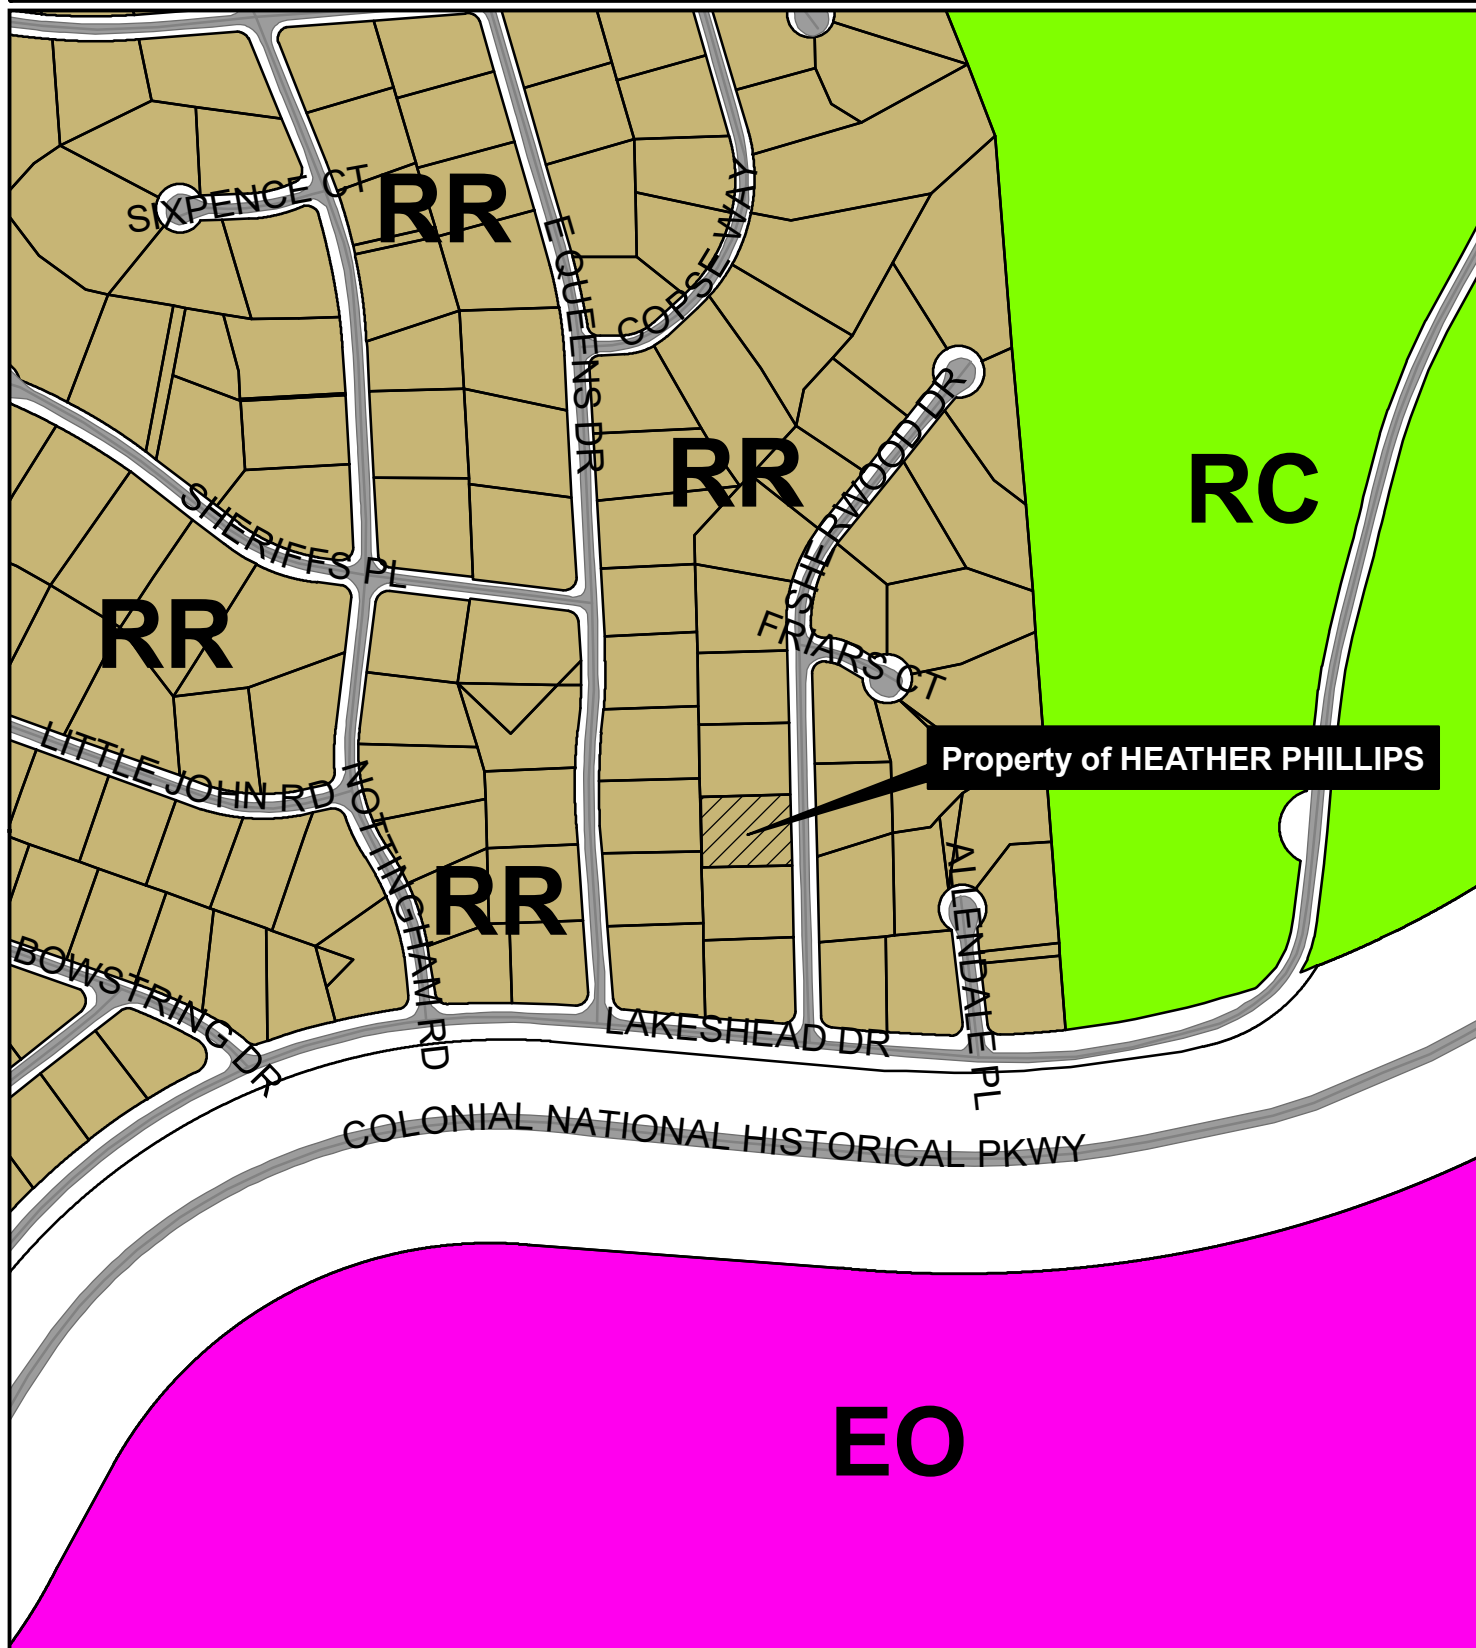 SIXPENCE CT
RR
E QUEENS DR
COPSE WAY
RR
SHERWOOD DR
RC
SHERIFFS PL
RR
FRIARS CT
Property of HEATHER PHILLIPS
LITTLE JOHN RD
NOTTINGHAM RD
RR
ALLENDALE PL
BOWSTRING DR
LAKESHEAD DR
COLONIAL NATIONAL HISTORICAL PKWY
EO